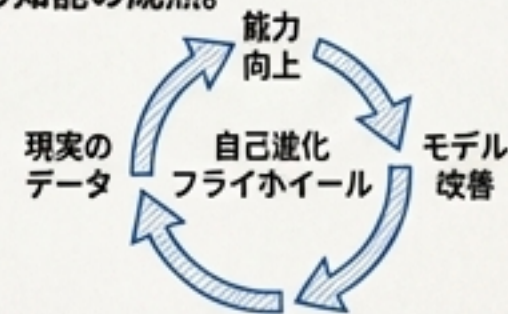 能力
向上
現実の
データ
自己進化
フライホイール
モデル
改善